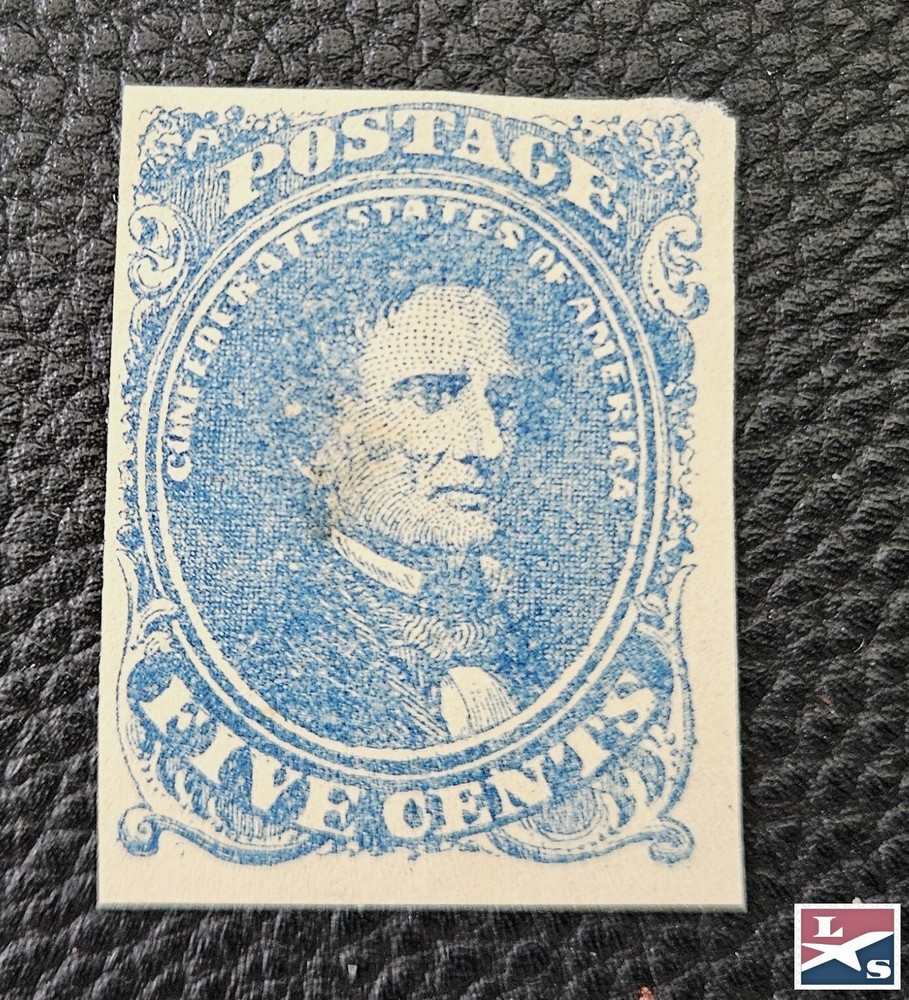 POSTAGE
CONFEDERATE STATES OF AMERICA
FIVE CENTS
L
S